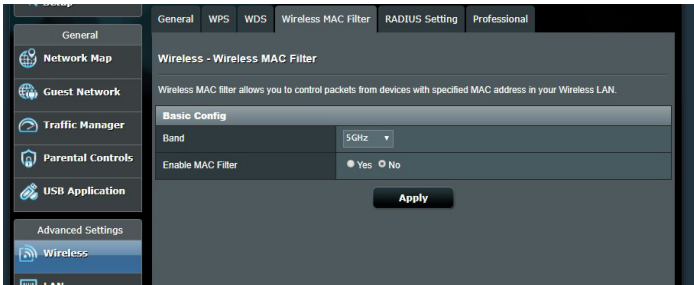 General WPS WDS Wireless MAC Filter RADIUS Setting Professional
General
Network Map
Guest Network
Traffic Manager
Parental Controls
USB Application
Advanced Settings
Wireless
Wireless - Wireless MAC Filter
Wireless MAC filter allows you to control packets from devices with specified MAC address in your Wireless LAN.
Basic Config
Band 5GHz
Enable MAC Filter Yes No
Apply